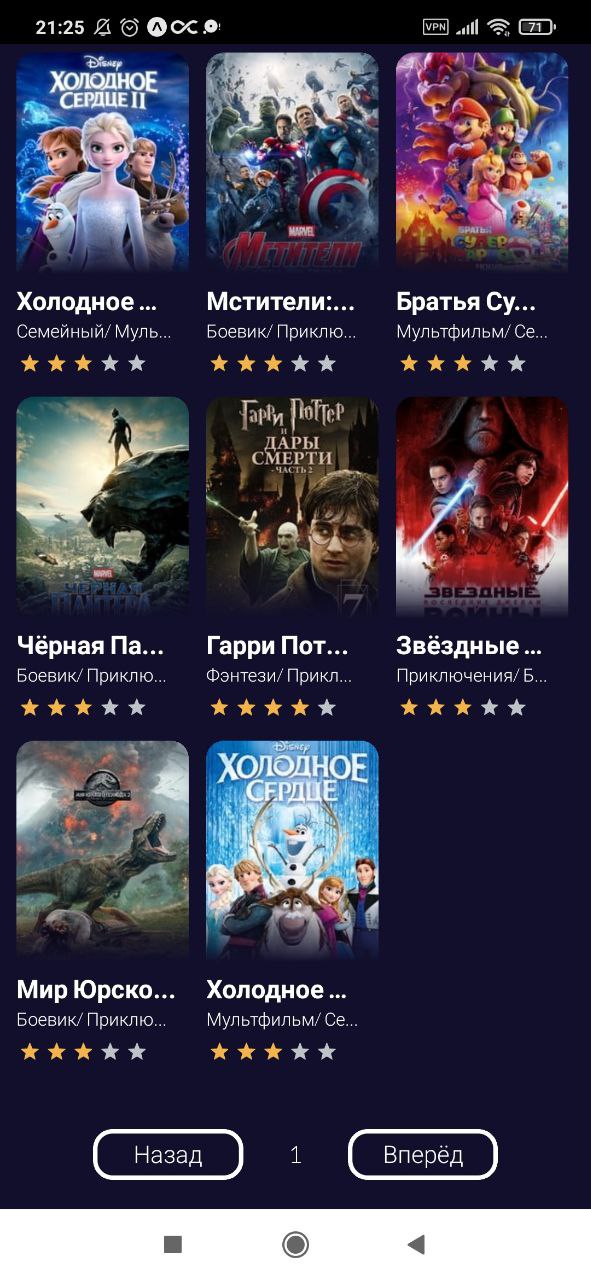 21:25
VPN
71
Disney
ХОЛОДНОЕ
СЕРДЦЕ II
MARVEL
МСТИТЕЛИ
БРАТЬЯ
СУПЕР
Холодное ...
Мстители:...
Братья Су...
Семейный/ Муль...
Боевик/ Приклю...
Мультфильм/ Се...
MARVEL
ЧЁРНАЯ
ПАНТЕРА
ГАРРИ ПОТТЕР
И
ДАРЫ
СМЕРТИ
- ЧАСТЬ 2
7
ЗВЕЗДНЫЕ
ПОСЛЕДНИЕ ДЖЕДАИ
ВОЙНЫ
Чёрная Па...
Гарри Пот...
Звёздные ...
Боевик/ Приклю...
Фэнтези/ Прикл...
Приключения/ Б...
Disney
ХОЛОДНОЕ
СЕРДЦЕ
Мир Юрско...
Холодное ...
Боевик/ Приклю...
Мультфильм/ Се...
Назад
1
Вперёд